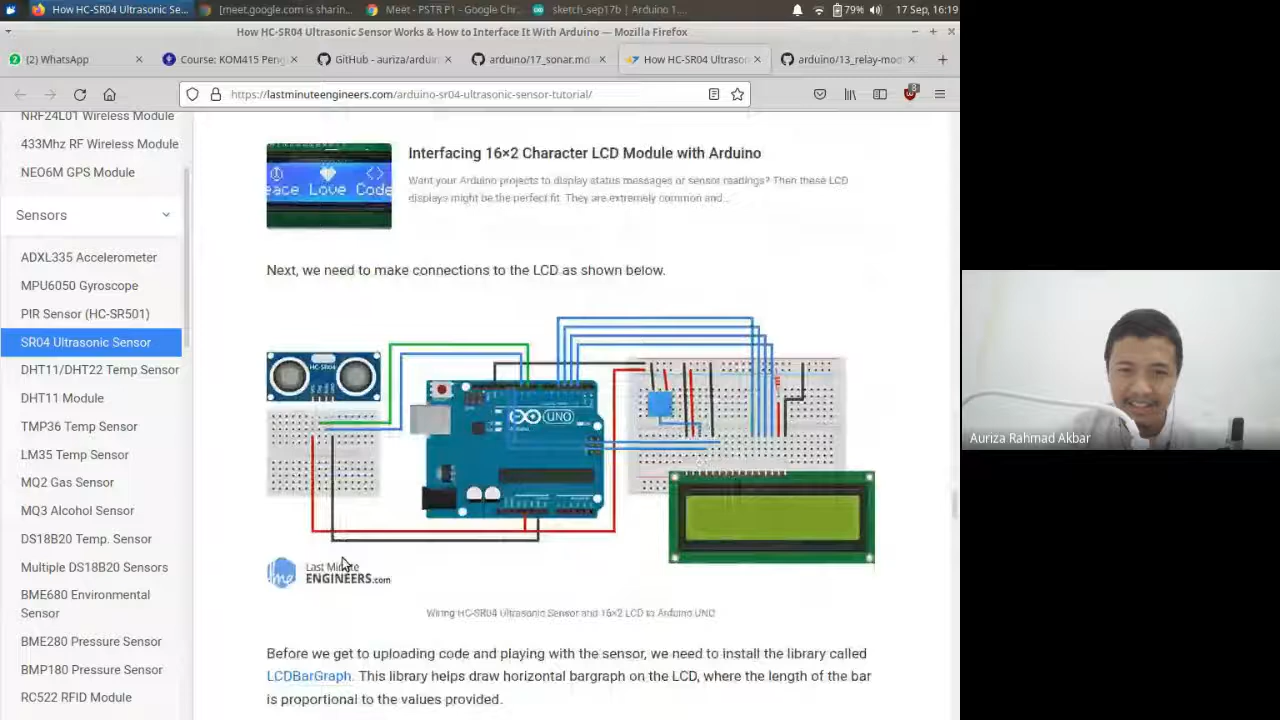 How HC-SR04 Ultrasonic Se...
[meet.google.com is sharin...
Meet - PSTR P1 - Google Chr...
sketch_sep17b | Arduino 1....
79%
17 Sep, 16:19
How HC-SR04 Ultrasonic Sensor Works & How to Interface It With Arduino — Mozilla Firefox
(2) WhatsApp
Course: KOM415 Peng
GitHub - auriza/arduin
arduino/17_sonar.md
How HC-SR04 Ultrason
arduino/13_relay-mod
https://lastminuteengineers.com/arduino-sr04-ultrasonic-sensor-tutorial/
NRF24L01 Wireless Module
433Mhz RF Wireless Module
NEO6M GPS Module
Sensors
ADXL335 Accelerometer
MPU6050 Gyroscope
PIR Sensor (HC-SR501)
SR04 Ultrasonic Sensor
DHT11/DHT22 Temp Sensor
DHT11 Module
TMP36 Temp Sensor
LM35 Temp Sensor
MQ2 Gas Sensor
MQ3 Alcohol Sensor
DS18B20 Temp. Sensor
Multiple DS18B20 Sensors
BME680 Environmental
Sensor
BME280 Pressure Sensor
BMP180 Pressure Sensor
RC522 RFID Module
eace Love Code
Interfacing 16×2 Character LCD Module with Arduino
Want your Arduino projects to display status messages or sensor readings? Then these LCD
displays might be the perfect fit. They are extremely common and...
Next, we need to make connections to the LCD as shown below.
HC-SR04
UNO
Last Minute
ENGINEERS.com
Wiring HC-SR04 Ultrasonic Sensor and 16×2 LCD to Arduino UNO
Before we get to uploading code and playing with the sensor, we need to install the library called
LCDBarGraph. This library helps draw horizontal bargraph on the LCD, where the length of the bar
is proportional to the values provided.
Auriza Rahmad Akbar